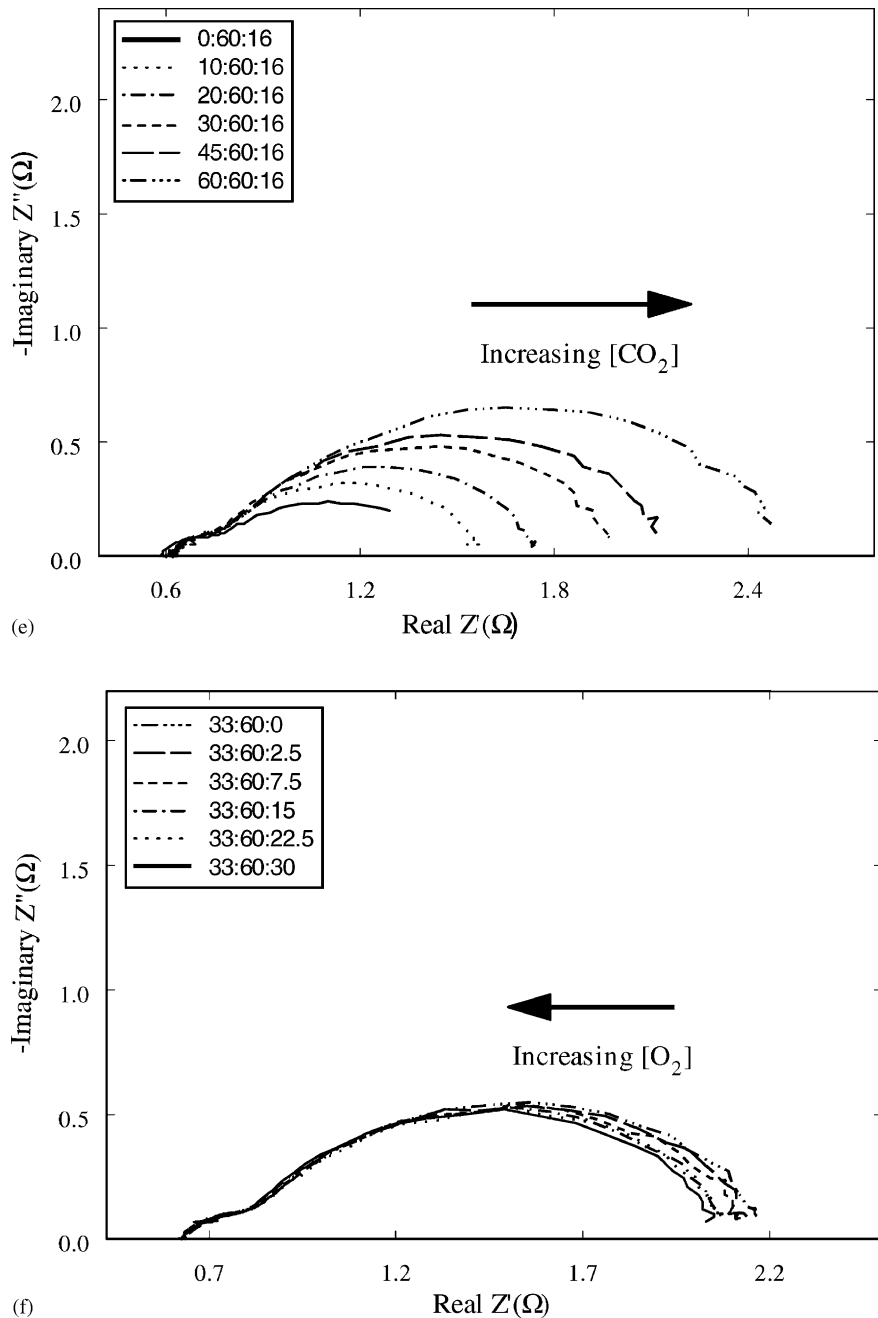 0:60:16
10:60:16
20:60:16
30:60:16
45:60:16
60:60:16
2.0
1.5
1.0
0.5
0.0
-Imaginary Z''(Ω)
Increasing [CO₂]
0.6 1.2 1.8 2.4
Real Z'(Ω)
(e)
33:60:0
33:60:2.5
33:60:7.5
33:60:15
33:60:22.5
33:60:30
2.0
1.5
1.0
0.5
0.0
-Imaginary Z''(Ω)
Increasing [O₂]
0.7 1.2 1.7 2.2
Real Z'(Ω)
(f)